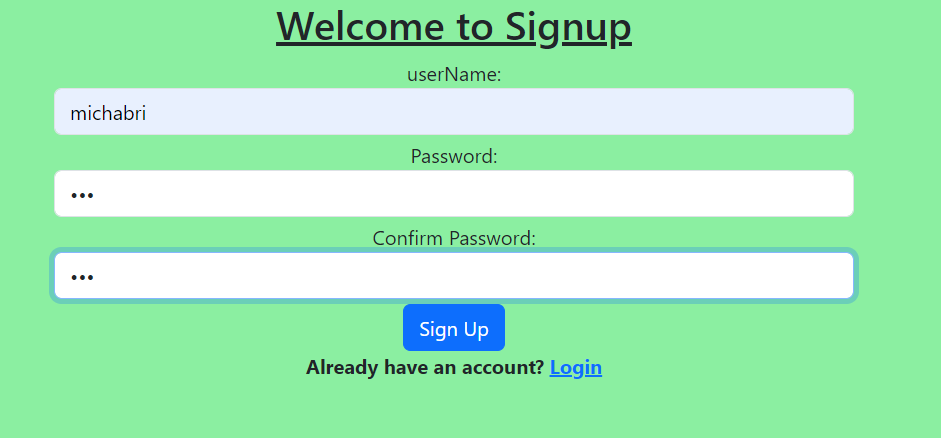 Welcome to Signup
userName:
michabri
Password:
•••
Confirm Password:
•••
Sign Up
Already have an account? Login